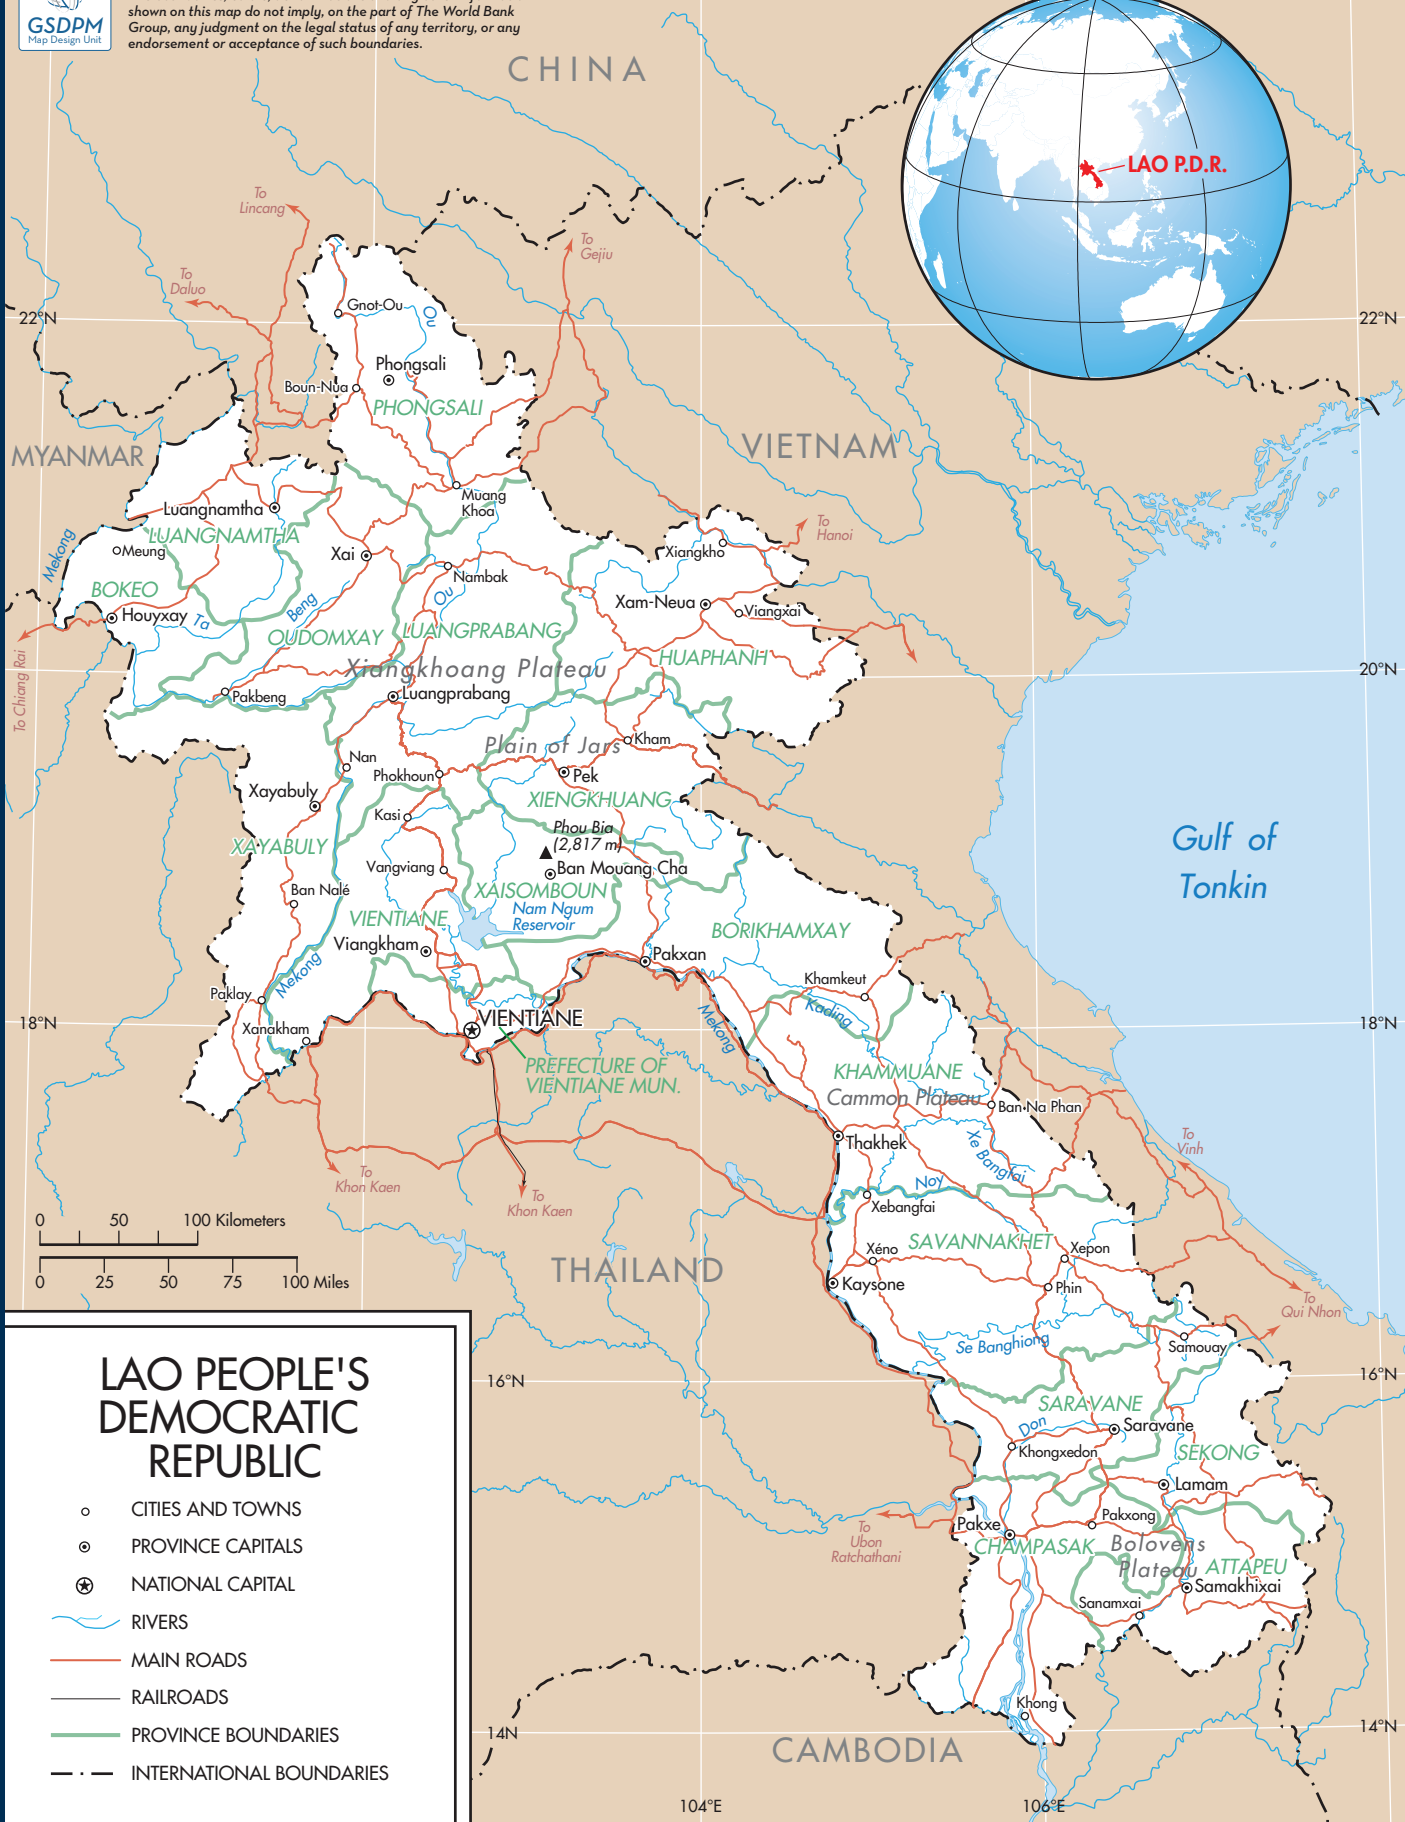 shown on this map do not imply, on the part of The World Bank
Group, any judgment on the legal status of any territory, or any
endorsement or acceptance of such boundaries.
GSDPM
Map Design Unit
CHINA
LAO P.D.R.
To
Lincang
To
Gejiu
To
Daluo
22°N
22°N
Gnot-Ou
Ou
Phongsali
Boun-Nua
PHONGSALI
MYANMAR
VIETNAM
Muang
Khoa
Luangnamtha
LUANGNAMTHA
To
Hanoi
Xiangkho
Mekong
Meung
Xai
Nambak
BOKEO
Ou
Beng
Xam-Neua
Viangxai
Houyxay
Ta
OUDOMXAY
LUANGPRABANG
HUAPHANH
Xiangkhoang Plateau
20°N
To Chiang Rai
Pakbeng
Luangprabang
Plain of Jars
Kham
Nan
Phokhoun
Pek
Xayabuly
XIENGKHUANG
Kasi
Phou Bia
(2,817 m)
Gulf of
Tonkin
XAYABULY
Vangviang
Ban Mouang Cha
Ban Nalé
XAISOMBOUN
Nam Ngum
Reservoir
VIENTIANE
BORIKHAMXAY
Viangkham
Pakxan
Mekong
Khamkeut
Paklay
Kading
Mekong
18°N
Xanakham
VIENTIANE
18°N
PREFECTURE OF
VIENTIANE MUN.
KHAMMUANE
Cammon Plateau
Ban Na Phan
Thakhek
Xe Bangfai
To
Vinh
To
Khon Kaen
To
Khon Kaen
Noy
Xebangfai
0 50 100 Kilometers
0 25 50 75 100 Miles
SAVANNAKHET
Xéno
Xepon
THAILAND
Kaysone
Phin
To
Qui Nhon
Se Banghiong
Samouay
LAO PEOPLE'S
DEMOCRATIC
REPUBLIC
16°N
16°N
SARAVANE
Don
Saravane
Khongxedon
SEKONG
Lamam
CITIES AND TOWNS
PROVINCE CAPITALS
NATIONAL CAPITAL
RIVERS
MAIN ROADS
RAILROADS
PROVINCE BOUNDARIES
INTERNATIONAL BOUNDARIES
To
Ubon
Ratchathani
Pakxe
Pakxong
CHAMPASAK
Bolovens
Plateau
ATTAPEU
Samakhixai
Sanamxai
Khong
14N
14°N
CAMBODIA
104°E
106°E